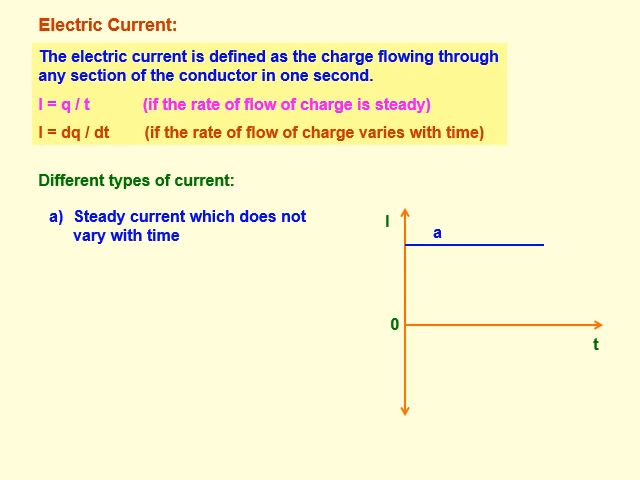 Electric Current:
The electric current is defined as the charge flowing through
any section of the conductor in one second.
I = q / t (if the rate of flow of charge is steady)
I = dq / dt (if the rate of flow of charge varies with time)
Different types of current:
a) Steady current which does not
vary with time
I
a
0
t